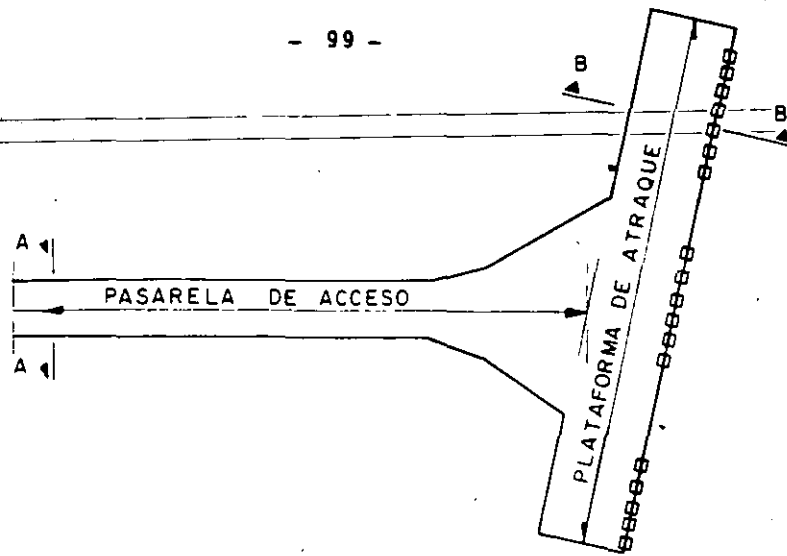 - 99 -
B
B
A
PASARELA DE ACCESO
A
PLATAFORMA DE ATRAQUE